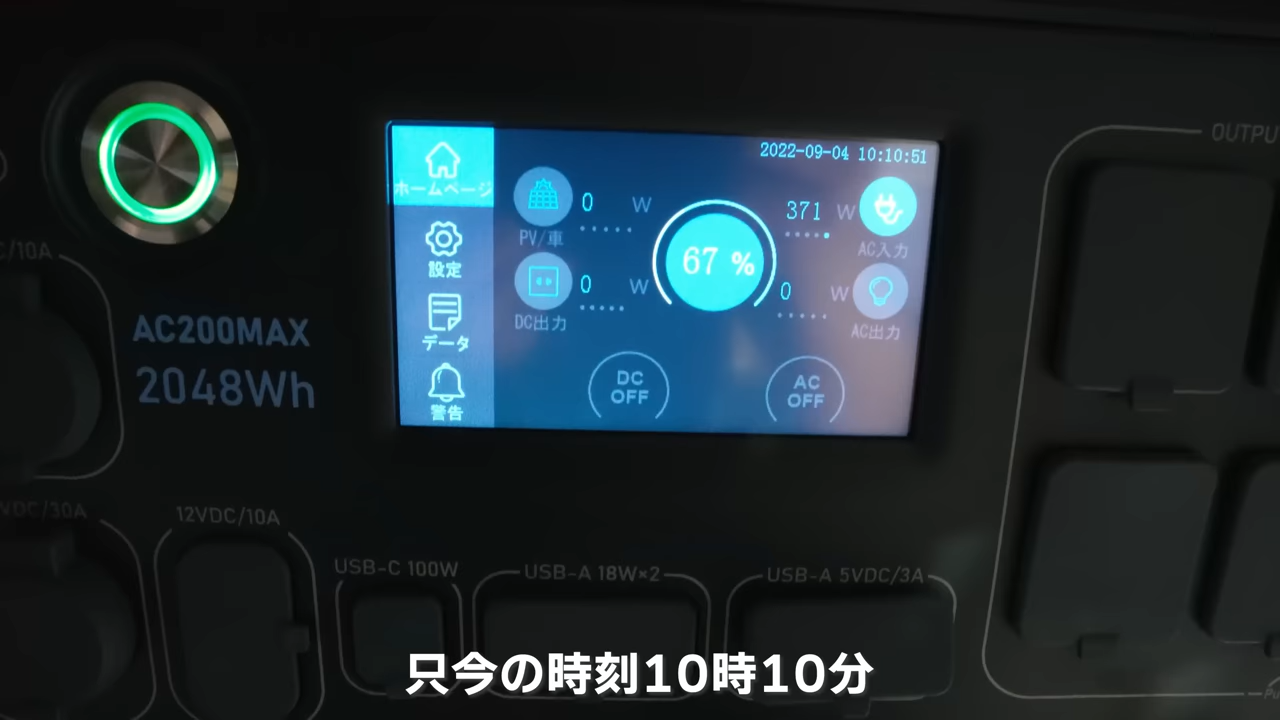 OUTPU
2022-09-04 10:10:51
ホームページ
0 W
371 W
PV/車
67 %
AC入力
設定
0 W
0 W
DC出力
AC出力
データ
DC
OFF
AC
OFF
警告
C/10A
AC200MAX
2048Wh
VDC/30A
12VDC/10A
USB-C 100W
USB-A 18W×2
USB-A 5VDC/3A
只今の時刻10時10分